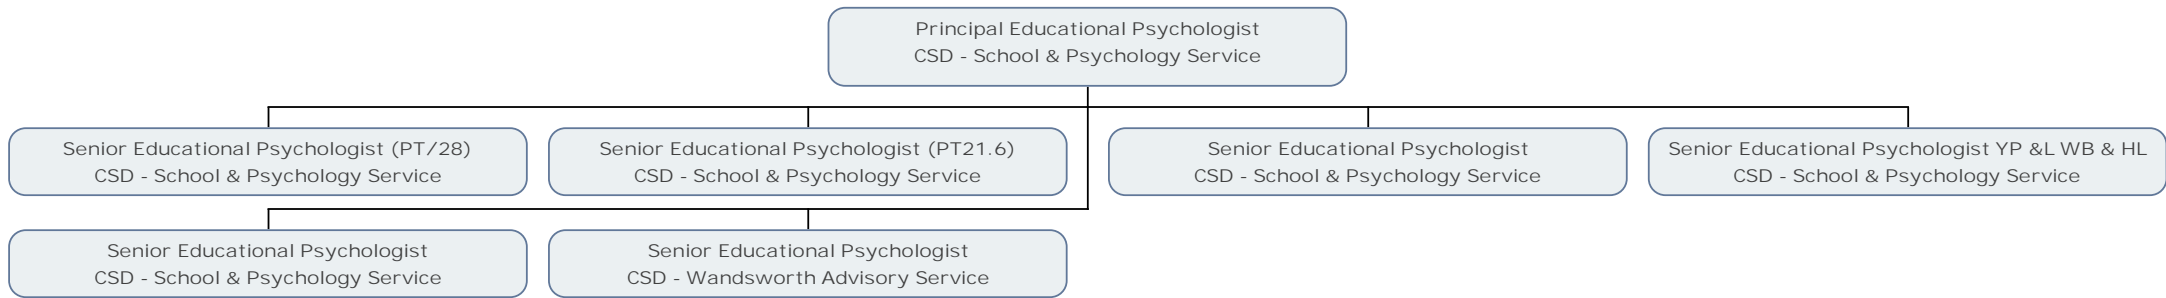 Principal Educational Psychologist
CSD - School & Psychology Service
Senior Educational Psychologist (PT/28)
CSD - School & Psychology Service
Senior Educational Psychologist (PT21.6)
CSD - School & Psychology Service
Senior Educational Psychologist
CSD - School & Psychology Service
Senior Educational Psychologist YP &L WB & HL
CSD - School & Psychology Service
Senior Educational Psychologist
CSD - School & Psychology Service
Senior Educational Psychologist
CSD - Wandsworth Advisory Service